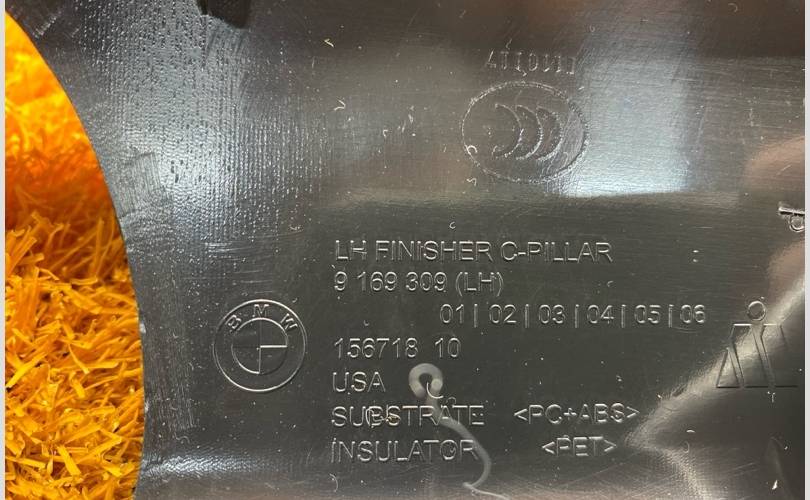 LH FINISHER C-PILLAR
9 169 309 (LH)
01 | 02 | 03 | 04 | 05 | 06
BMW
156718 10
USA
SUBSTRATE <PC+ABS>
INSULATOR <PET>